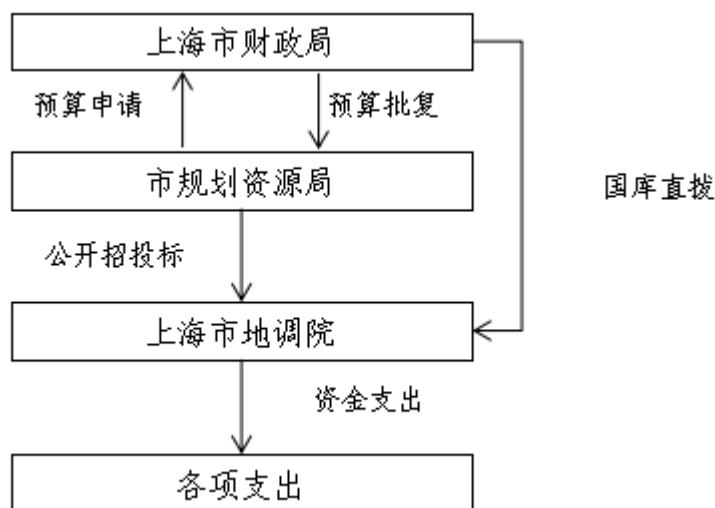 上海市财政局
预算申请
预算批复
市规划资源局
国库直拨
公开招投标
上海市地调院
资金支出
各项支出